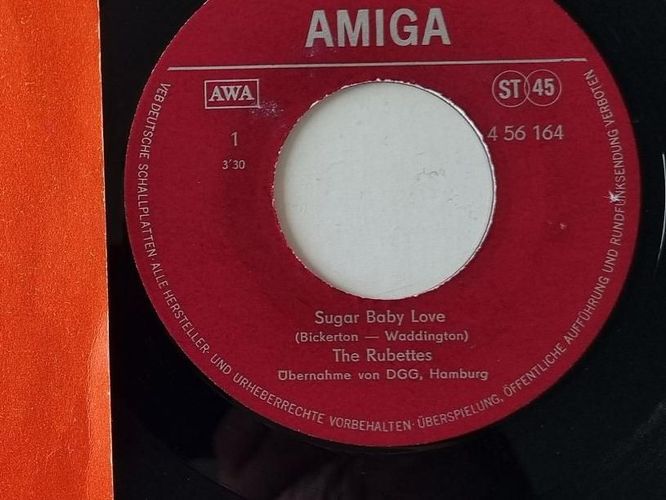 AMIGA
AWA
ST 45
1
4 56 164
3'30
Sugar Baby Love
(Bickerton — Waddington)
The Rubettes
Übernahme von DGG, Hamburg
VEB DEUTSCHE SCHALLPLATTEN · ALLE HERSTELLER- UND URHEBERRECHTE VORBEHALTEN · ÜBERSPIELUNG, ÖFFENTLICHE AUFFÜHRUNG UND RUNDFUNKSENDUNG VERBOTEN